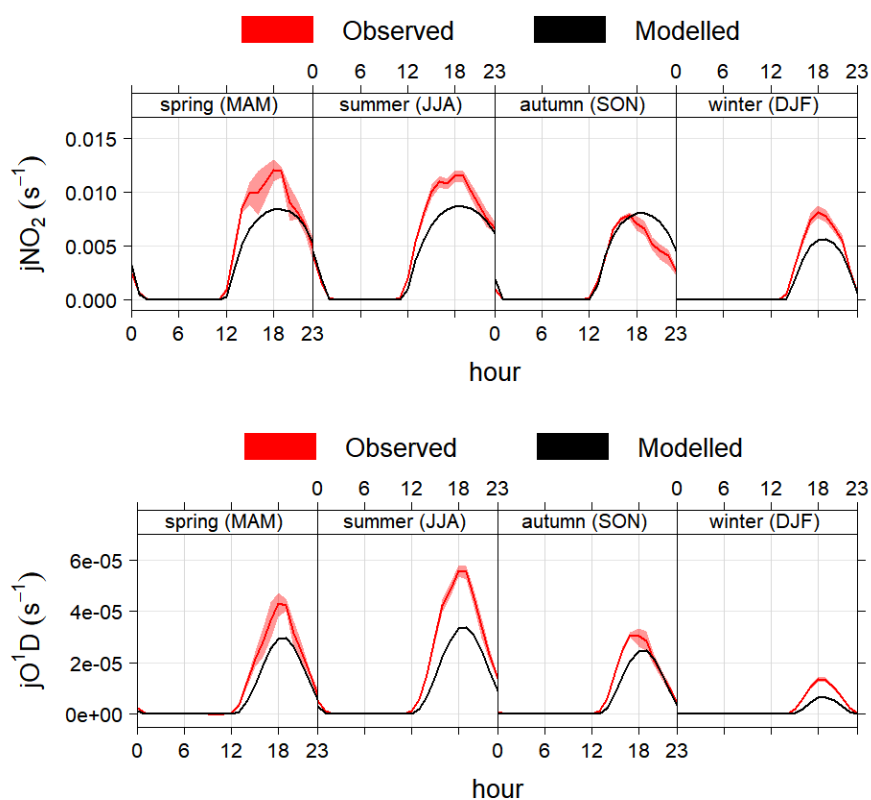 Observed Modelled
0 6 12 18 23 0 6 12 18 23
spring (MAM) summer (JJA) autumn (SON) winter (DJF)
0.015
0.010
0.005
0.000
jNO₂ (s⁻¹)
0 6 12 18 23 0 6 12 18 23
hour
Observed Modelled
0 6 12 18 23 0 6 12 18 23
spring (MAM) summer (JJA) autumn (SON) winter (DJF)
6e-05
4e-05
2e-05
0e+00
jO¹D (s⁻¹)
0 6 12 18 23 0 6 12 18 23
hour